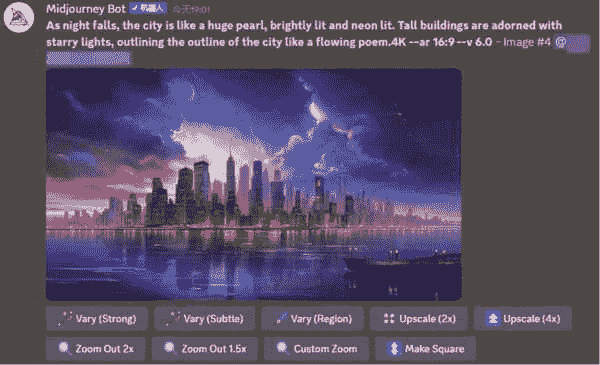 Midjourney Bot ✓机器人 今天19:01
As night falls, the city is like a huge pearl, brightly lit and neon lit. Tall buildings are adorned with
starry lights, outlining the outline of the city like a flowing poem.4K --ar 16:9 --v 6.0 - Image #4 @
Vary (Strong) Vary (Subtle) Vary (Region) Upscale (2x) Upscale (4x)
Zoom Out 2x Zoom Out 1.5x Custom Zoom Make Square